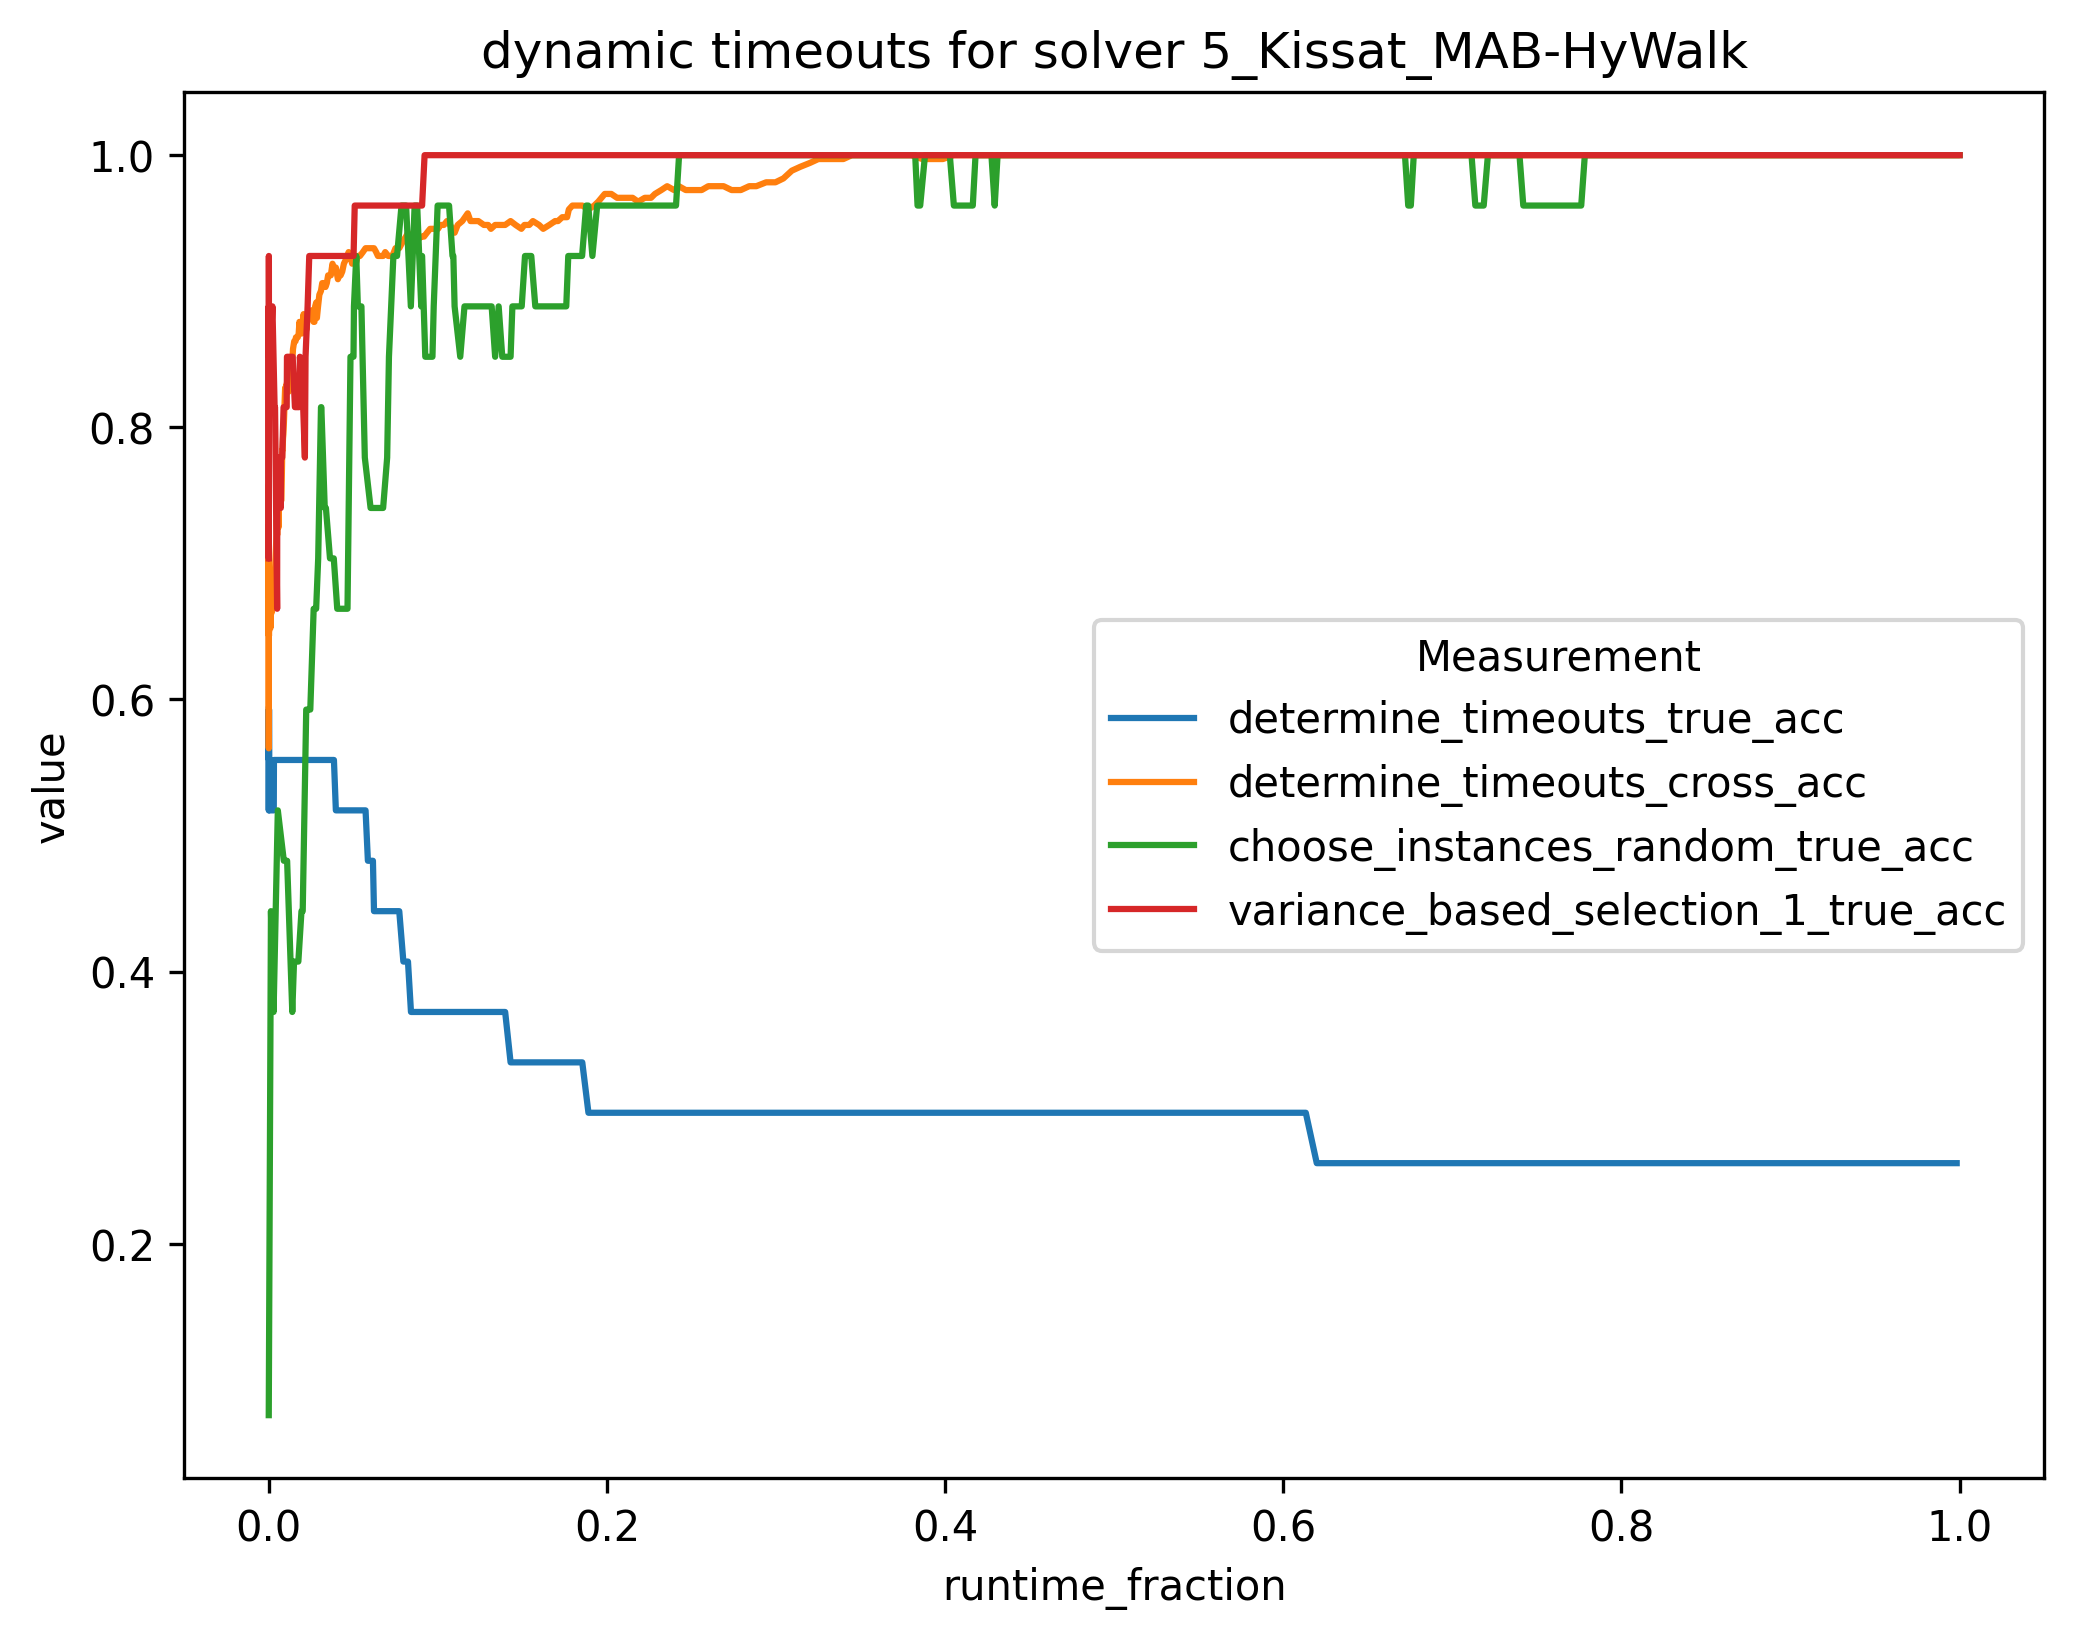 dynamic timeouts for solver 5_Kissat_MAB-HyWalk
1.0
0.8
0.6
0.4
0.2
value
Measurement
determine_timeouts_true_acc
determine_timeouts_cross_acc
choose_instances_random_true_acc
variance_based_selection_1_true_acc
0.0 0.2 0.4 0.6 0.8 1.0
runtime_fraction